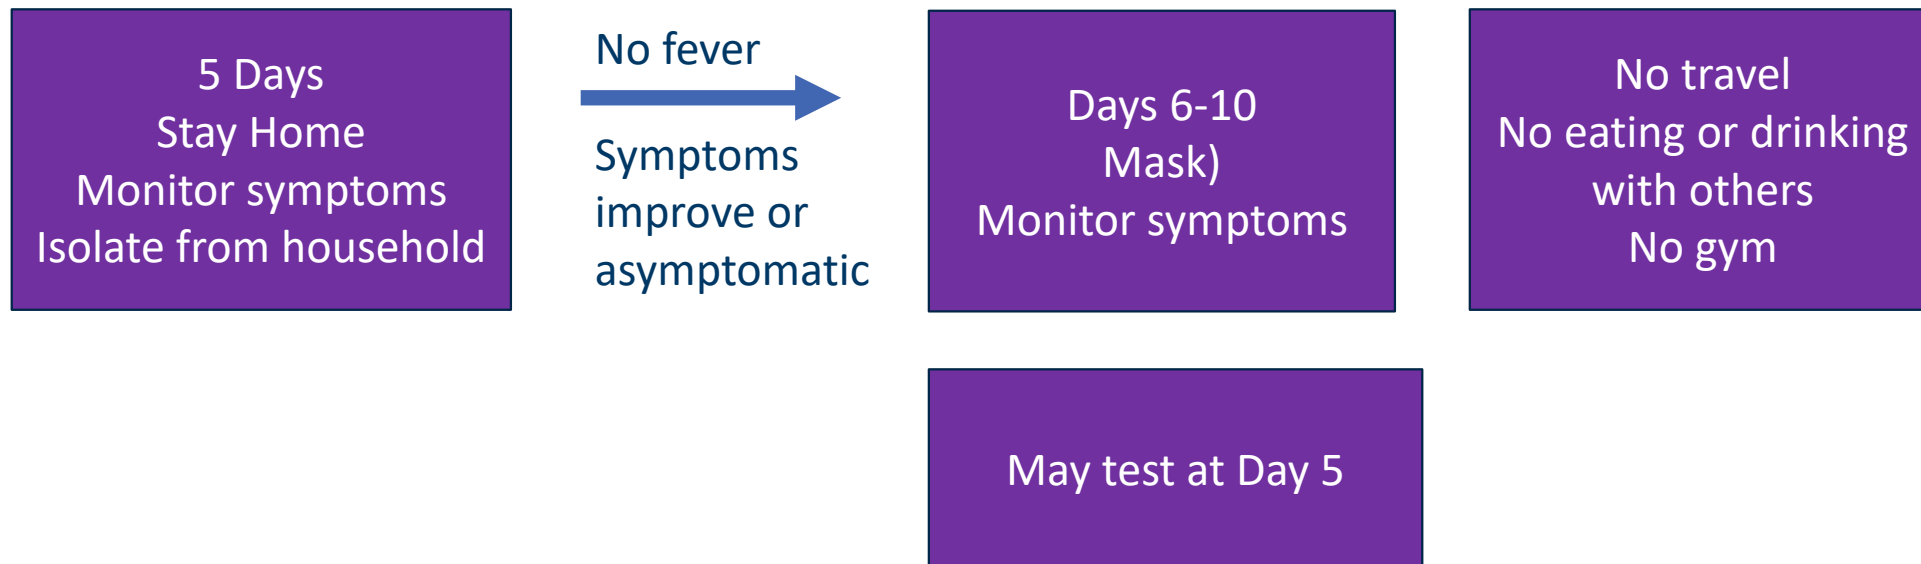 5 Days
Stay Home
Monitor symptoms
Isolate from household
No fever
Symptoms
improve or
asymptomatic
Days 6-10
Mask)
Monitor symptoms
No travel
No eating or drinking
with others
No gym
May test at Day 5